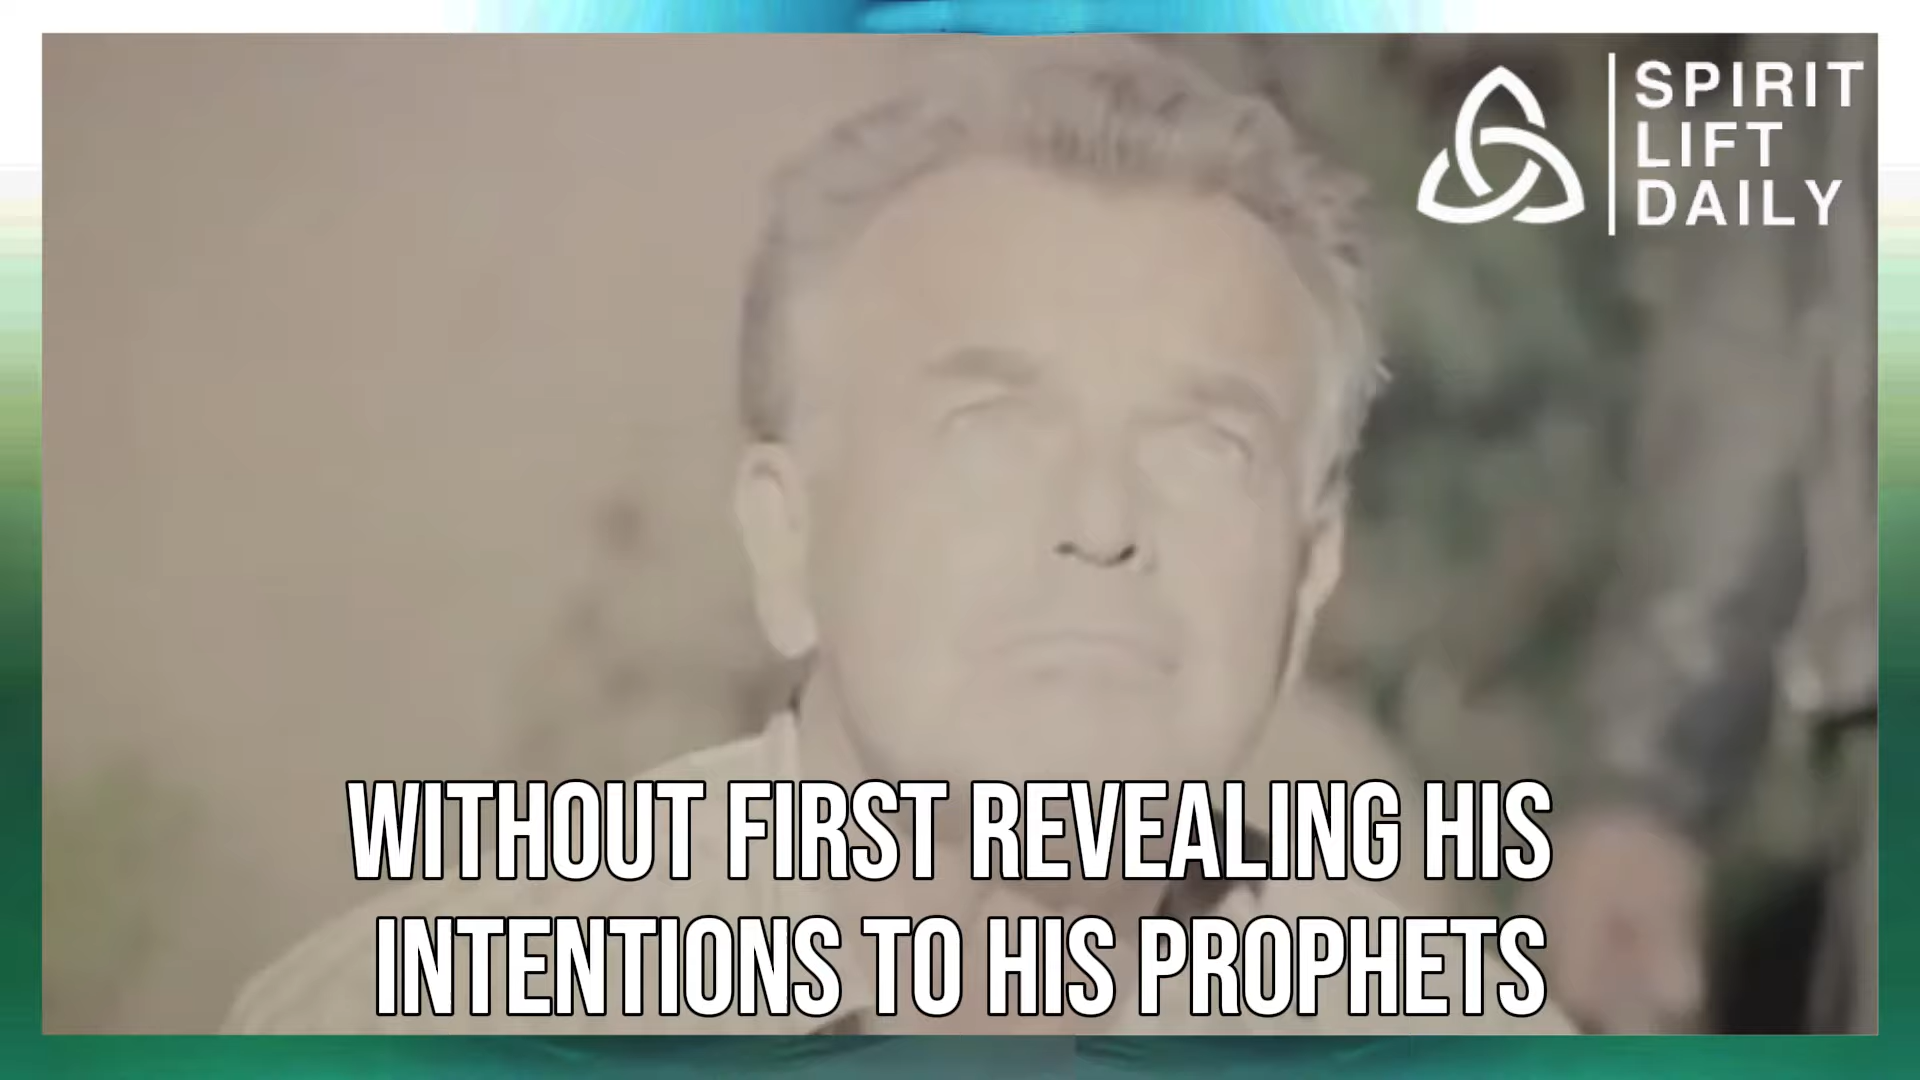 SPIRIT
LIFT
DAILY
WITHOUT FIRST REVEALING HIS
INTENTIONS TO HIS PROPHETS